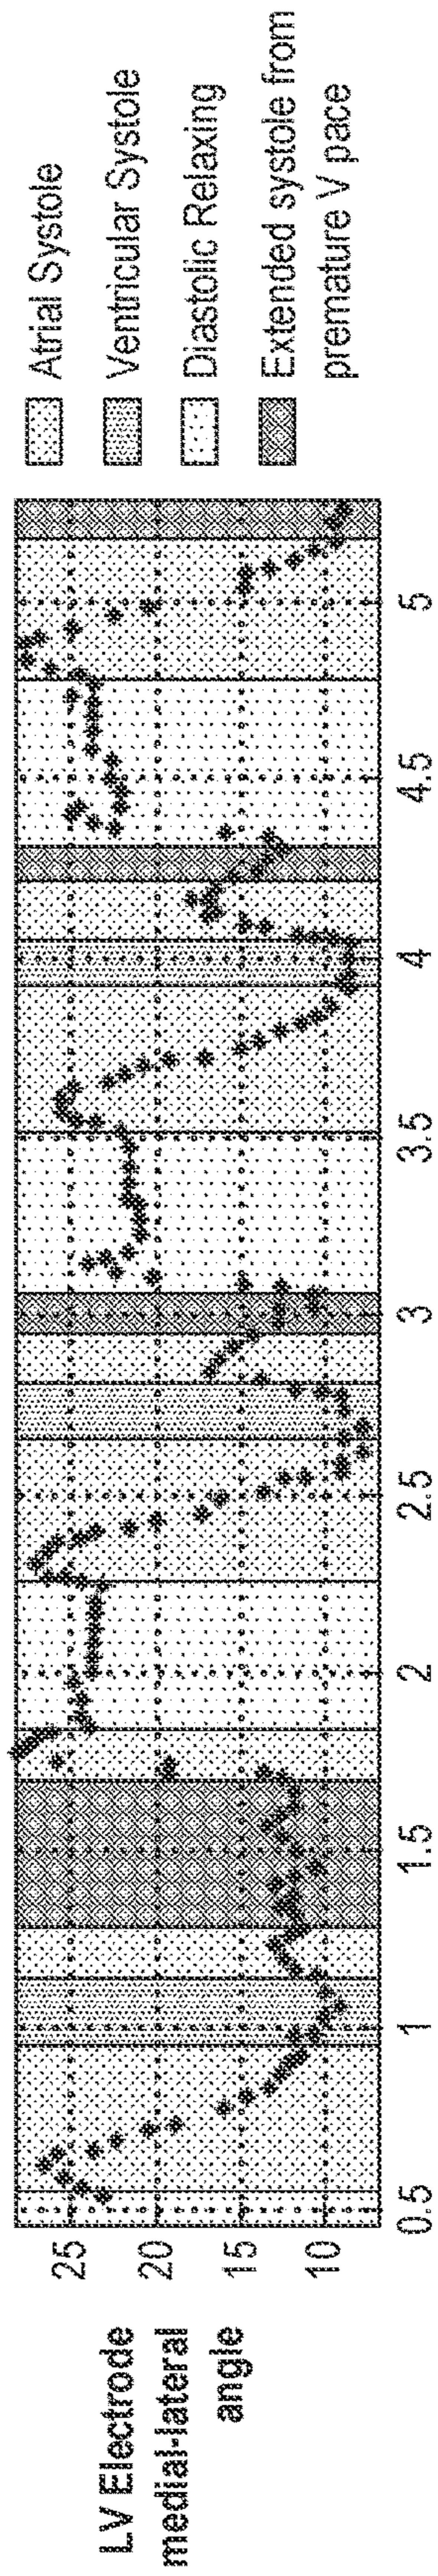 LV Electrode
medial-lateral
angle
25
20
15
10
0.5
1
1.5
2
2.5
3
3.5
4
4.5
5
Atrial Systole
Ventricular Systole
Diastolic Relaxing
Extended systole from
premature V pace